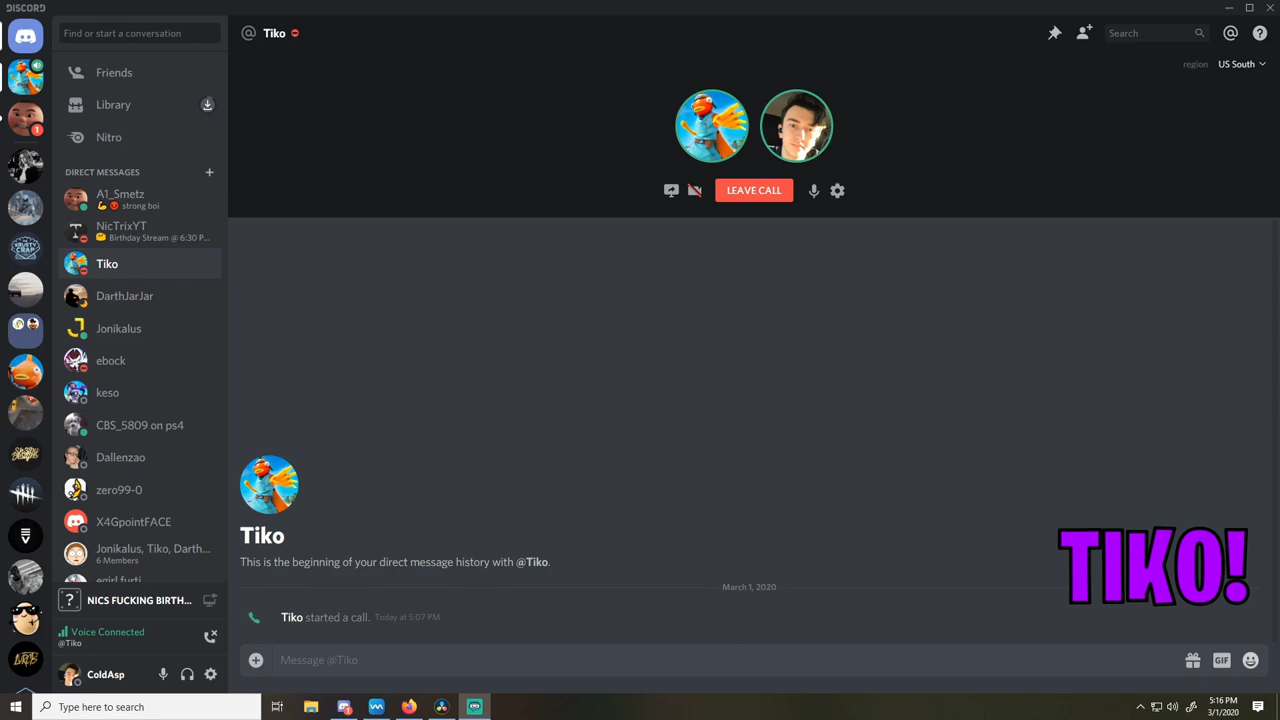 DISCORD
Find or start a conversation
Friends
Library
Nitro
DIRECT MESSAGES
A1_Smetz
strong boi
NicTrixYT
Birthday Stream @ 6:30 P...
Tiko
DarthJarJar
Jonikalus
ebock
keso
CBS_5809 on ps4
Dallenzao
zero99-0
X4GpointFACE
Jonikalus, Tiko, Darth...
6 Members
egirl furti
NICS FUCKING BIRTH...
Voice Connected
@Tiko
ColdAsp
1
Tiko
Search
region
US South
LEAVE CALL
Tiko
This is the beginning of your direct message history with @Tiko.
March 1, 2020
Tiko started a call. Today at 5:07 PM
Message @Tiko
GIF
TIKO!
Type here to search
5:16 PM
3/1/2020